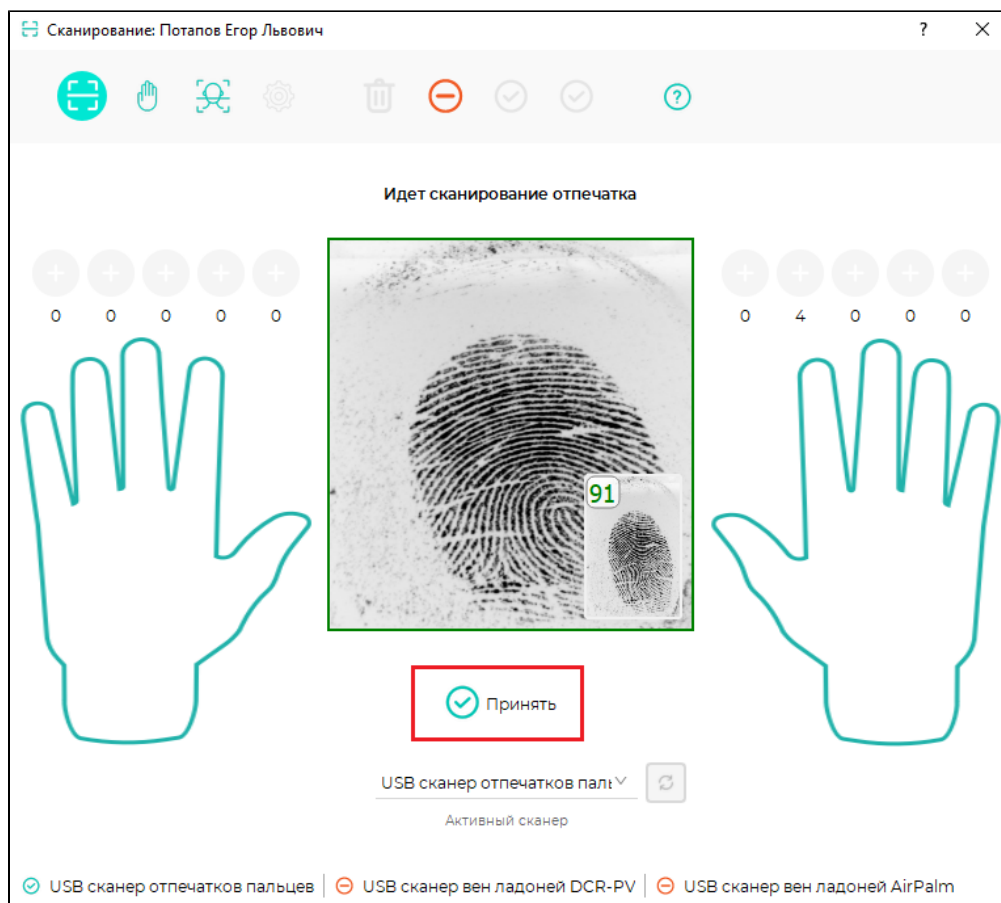 Сканирование: Потапов Егор Львович
Идет сканирование отпечатка
0 0 0 0 0
0 4 0 0 0
91
Принять
USB сканер отпечатков пал
Активный сканер
USB сканер отпечатков пальцев
USB сканер вен ладоней DCR-PV
USB сканер вен ладоней AirPalm